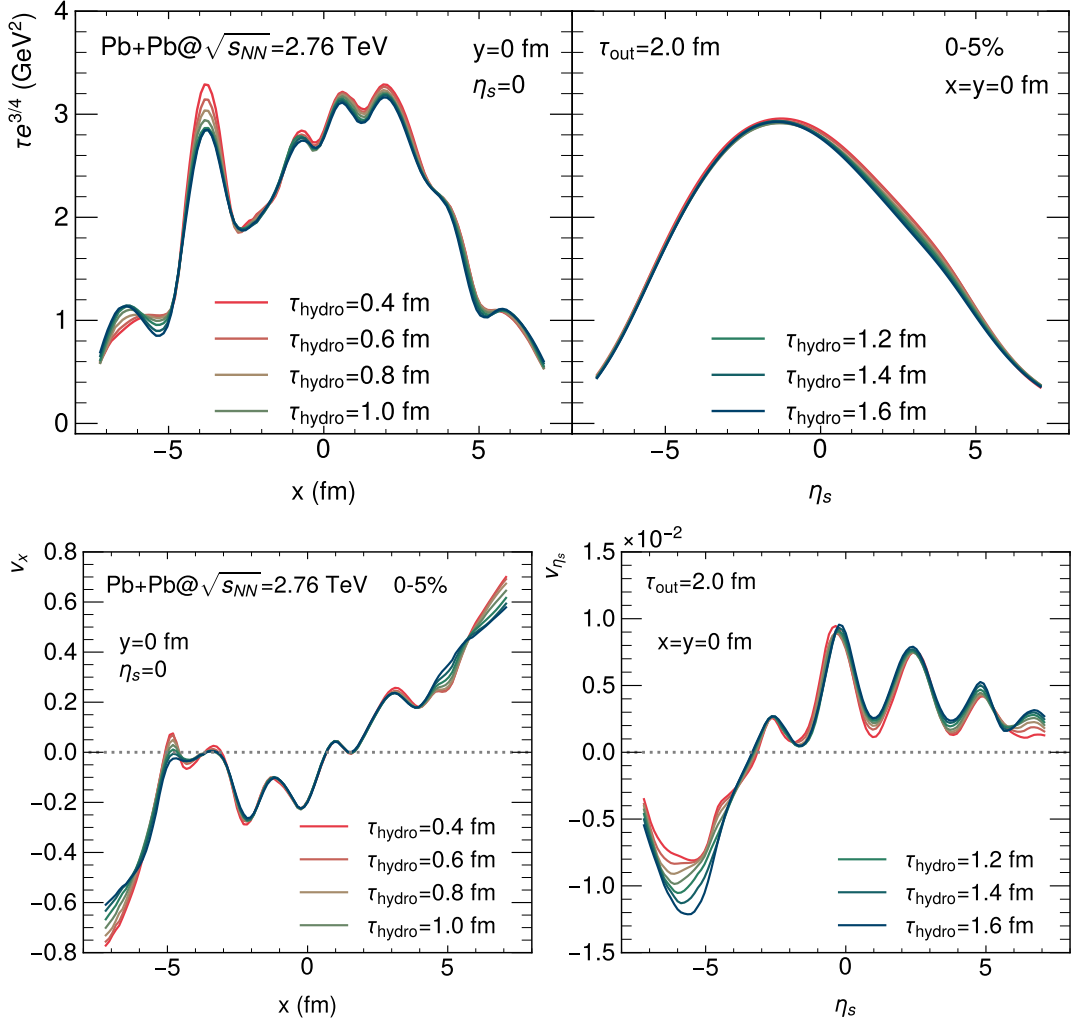 τe^{3/4} (GeV²)
4
3
2
1
0
Pb+Pb@√s_{NN}=2.76 TeV
y=0 fm
η_s=0
τ_hydro=0.4 fm
τ_hydro=0.6 fm
τ_hydro=0.8 fm
τ_hydro=1.0 fm
−5 0 5
x (fm)
τ_out=2.0 fm
0-5%
x=y=0 fm
τ_hydro=1.2 fm
τ_hydro=1.4 fm
τ_hydro=1.6 fm
−5 0 5
η_s
v_x
0.8
0.6
0.4
0.2
0.0
−0.2
−0.4
−0.6
−0.8
Pb+Pb@√s_{NN}=2.76 TeV 0-5%
y=0 fm
η_s=0
τ_hydro=0.4 fm
τ_hydro=0.6 fm
τ_hydro=0.8 fm
τ_hydro=1.0 fm
−5 0 5
x (fm)
v_{η_s}
×10⁻²
1.5
1.0
0.5
0.0
−0.5
−1.0
−1.5
τ_out=2.0 fm
x=y=0 fm
τ_hydro=1.2 fm
τ_hydro=1.4 fm
τ_hydro=1.6 fm
−5 0 5
η_s